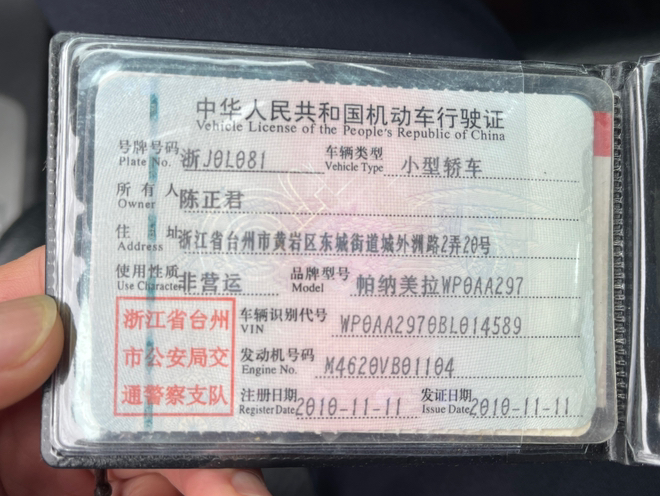 中华人民共和国机动车行驶证
Vehicle License of the People's Republic of China
号牌号码 Plate No. 浙J0L081 车辆类型 Vehicle Type 小型轿车
所有人 Owner 陈正君
住址 Address 浙江省台州市黄岩区东城街道城外洲路2弄20号
使用性质 Use Character 非营运 品牌型号 Model 帕纳美拉WP0AA297
浙江省台州
市公安局交
通警察支队
车辆识别代号 VIN WP0AA2970BL014589
发动机号码 Engine No. M4620VB01104
注册日期 Register Date 2010-11-11 发证日期 Issue Date 2010-11-11